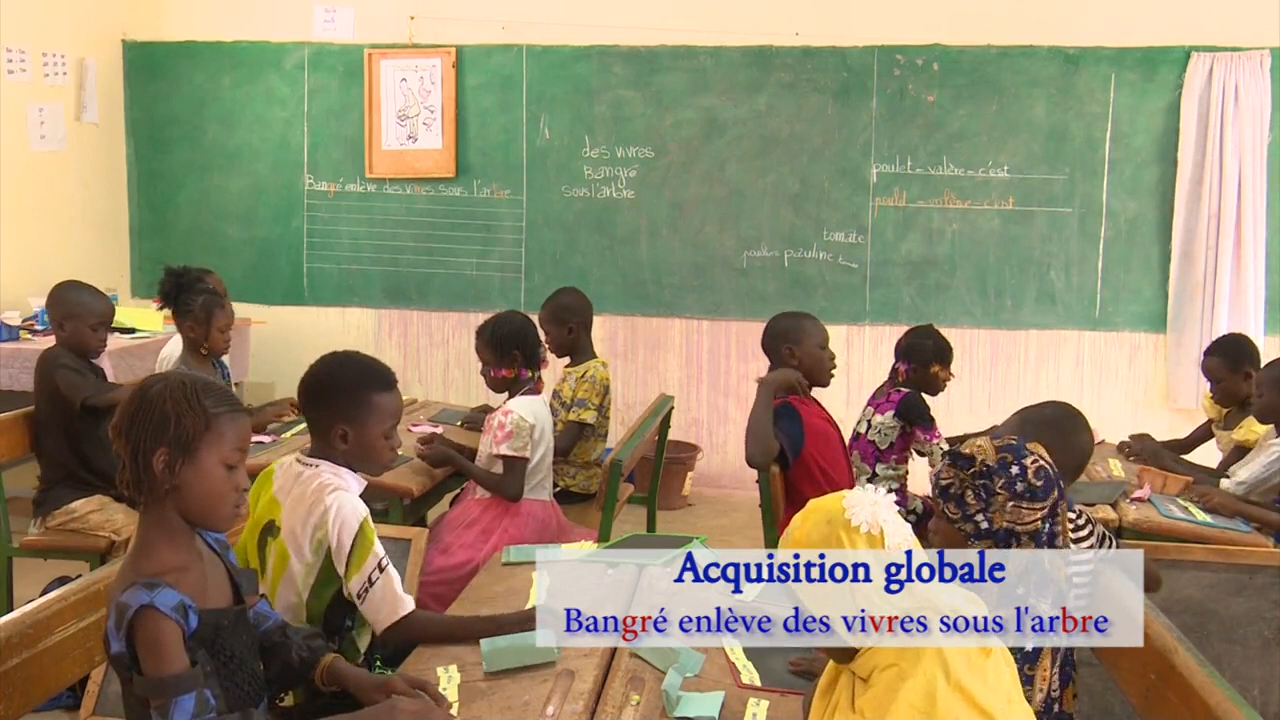 Bangré enlève des vivres sous l'arbre
des vivres
Bangré
sous l'arbre
poulet - valère - c'est
tomate
pauline
Acquisition globale
Bangré enlève des vivres sous l'arbre